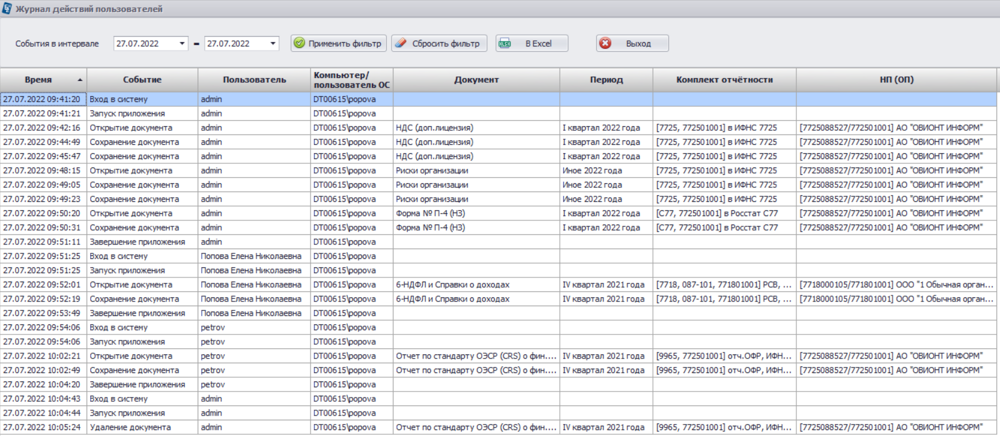 Журнал действий пользователей
События в интервале 27.07.2022 – 27.07.2022 Применить фильтр Сбросить фильтр XLSX В Excel Выход
Время Событие Пользователь Компьютер/ пользователь ОС Документ Период Комплект отчётности НП (ОП)
27.07.2022 09:41:20 Вход в систему admin DT00615\popova
27.07.2022 09:41:21 Запуск приложения admin DT00615\popova
27.07.2022 09:42:16 Открытие документа admin DT00615\popova НДС (доп.лицензия) I квартал 2022 года [7725, 772501001] в ИФНС 7725 [7725088527/772501001] АО "ОВИОНТ ИНФОРМ"
27.07.2022 09:44:49 Сохранение документа admin DT00615\popova НДС (доп.лицензия) I квартал 2022 года [7725, 772501001] в ИФНС 7725 [7725088527/772501001] АО "ОВИОНТ ИНФОРМ"
27.07.2022 09:45:47 Сохранение документа admin DT00615\popova НДС (доп.лицензия) I квартал 2022 года [7725, 772501001] в ИФНС 7725 [7725088527/772501001] АО "ОВИОНТ ИНФОРМ"
27.07.2022 09:48:15 Открытие документа admin DT00615\popova Риски организации Иное 2022 года [7725, 772501001] в ИФНС 7725 [7725088527/772501001] АО "ОВИОНТ ИНФОРМ"
27.07.2022 09:49:05 Сохранение документа admin DT00615\popova Риски организации Иное 2022 года [7725, 772501001] в ИФНС 7725 [7725088527/772501001] АО "ОВИОНТ ИНФОРМ"
27.07.2022 09:49:23 Сохранение документа admin DT00615\popova Риски организации Иное 2022 года [7725, 772501001] в ИФНС 7725 [7725088527/772501001] АО "ОВИОНТ ИНФОРМ"
27.07.2022 09:50:20 Открытие документа admin DT00615\popova Форма № П-4 (НЗ) I квартал 2022 года [С77, 772501001] в Росстат С77 [7725088527/772501001] АО "ОВИОНТ ИНФОРМ"
27.07.2022 09:50:31 Сохранение документа admin DT00615\popova Форма № П-4 (НЗ) I квартал 2022 года [С77, 772501001] в Росстат С77 [7725088527/772501001] АО "ОВИОНТ ИНФОРМ"
27.07.2022 09:51:11 Завершение приложения admin DT00615\popova
27.07.2022 09:51:25 Вход в систему Попова Елена Николаевна DT00615\popova
27.07.2022 09:51:25 Запуск приложения Попова Елена Николаевна DT00615\popova
27.07.2022 09:52:01 Открытие документа Попова Елена Николаевна DT00615\popova 6-НДФЛ и Справки о доходах IV квартал 2021 года [7718, 087-101, 771801001] РСВ, ... [7718000105/771801001] ООО "1 Обычная орган...
27.07.2022 09:52:19 Сохранение документа Попова Елена Николаевна DT00615\popova 6-НДФЛ и Справки о доходах IV квартал 2021 года [7718, 087-101, 771801001] РСВ, ... [7718000105/771801001] ООО "1 Обычная орган...
27.07.2022 09:53:49 Завершение приложения Попова Елена Николаевна DT00615\popova
27.07.2022 09:54:06 Вход в систему petrov DT00615\popova
27.07.2022 09:54:06 Запуск приложения petrov DT00615\popova
27.07.2022 10:02:21 Открытие документа petrov DT00615\popova Отчет по стандарту ОЭСР (CRS) о фин.... IV квартал 2021 года [9965, 772501001] отч.ОФР, ИФН... [7725088527/772501001] АО "ОВИОНТ ИНФОРМ"
27.07.2022 10:02:49 Сохранение документа petrov DT00615\popova Отчет по стандарту ОЭСР (CRS) о фин.... IV квартал 2021 года [9965, 772501001] отч.ОФР, ИФН... [7725088527/772501001] АО "ОВИОНТ ИНФОРМ"
27.07.2022 10:04:20 Завершение приложения petrov DT00615\popova
27.07.2022 10:04:43 Вход в систему admin DT00615\popova
27.07.2022 10:04:44 Запуск приложения admin DT00615\popova
27.07.2022 10:05:24 Удаление документа admin DT00615\popova Отчет по стандарту ОЭСР (CRS) о фин.... IV квартал 2021 года [9965, 772501001] отч.ОФР, ИФН... [7725088527/772501001] АО "ОВИОНТ ИНФОРМ"